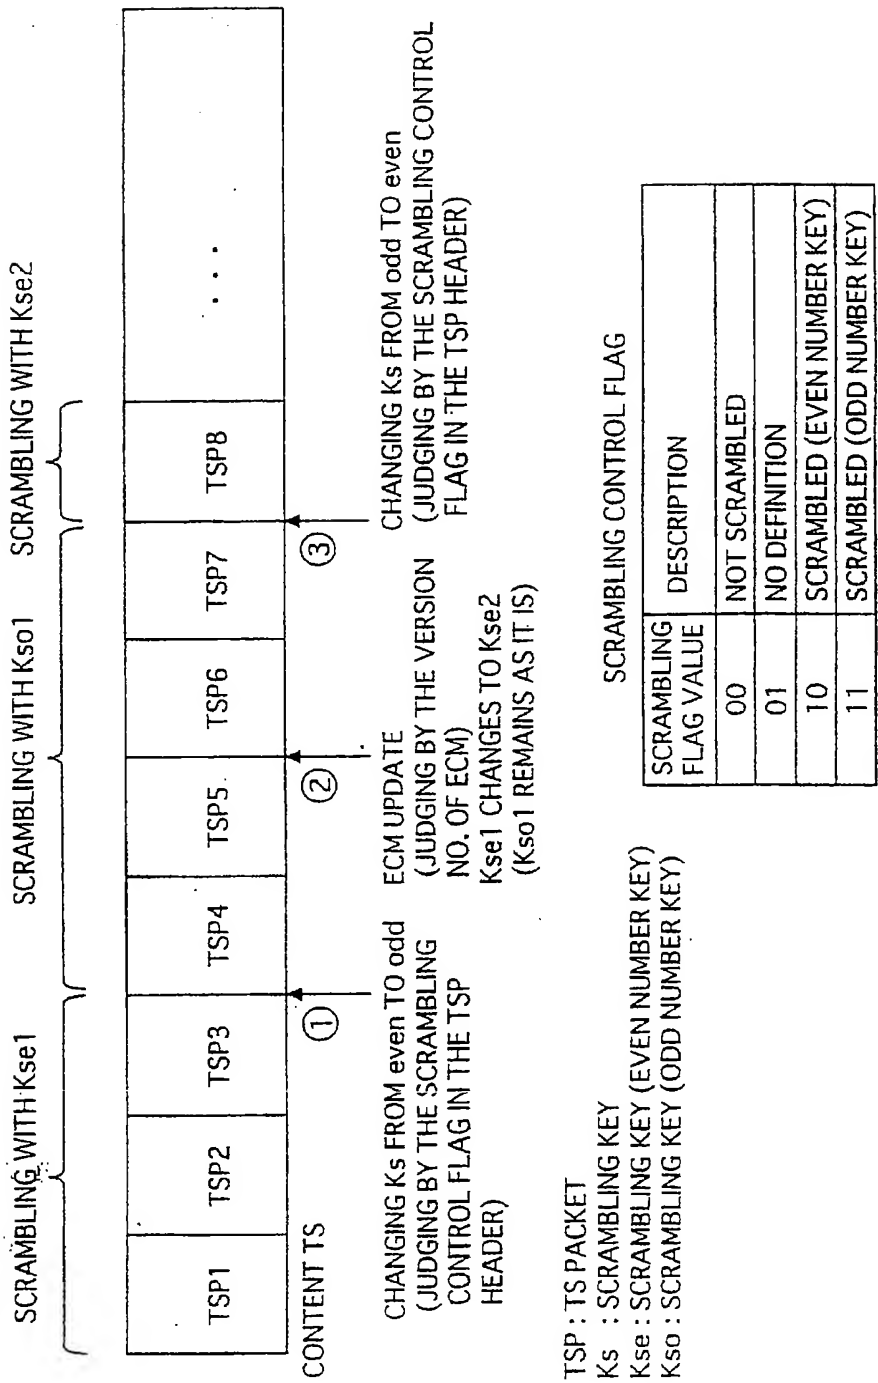 SCRAMBLING WITH Kse1
SCRAMBLING WITH Kso1
SCRAMBLING WITH Kse2
TSP1
TSP2
TSP3
TSP4
TSP5
TSP6
TSP7
TSP8
. . .
CONTENT TS
①
②
③
CHANGING Ks FROM even TO odd
(JUDGING BY THE SCRAMBLING
CONTROL FLAG IN THE TSP
HEADER)
ECM UPDATE
(JUDGING BY THE VERSION
NO. OF ECM)
Kse1 CHANGES TO Kse2
(Kso1 REMAINS AS IT IS)
CHANGING Ks FROM odd TO even
(JUDGING BY THE SCRAMBLING CONTROL
FLAG IN THE TSP HEADER)
TSP : TS PACKET
Ks : SCRAMBLING KEY
Kse : SCRAMBLING KEY (EVEN NUMBER KEY)
Kso : SCRAMBLING KEY (ODD NUMBER KEY)
SCRAMBLING CONTROL FLAG
SCRAMBLING
FLAG VALUE
DESCRIPTION
00 NOT SCRAMBLED
01 NO DEFINITION
10 SCRAMBLED (EVEN NUMBER KEY)
11 SCRAMBLED (ODD NUMBER KEY)